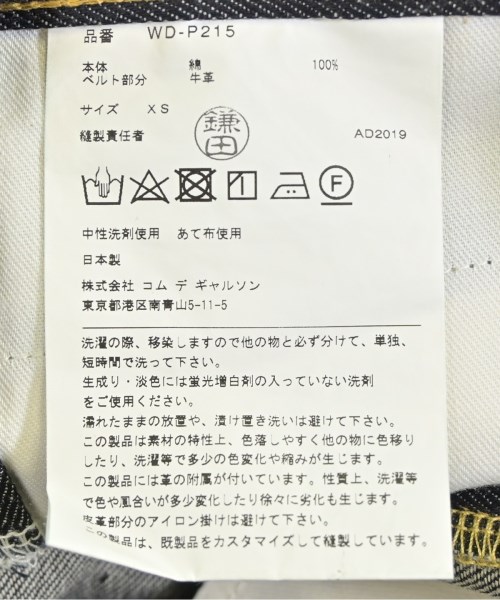 品番 WD-P215
本体 綿 100%
ベルト部分 牛革
サイズ XS
縫製責任者 鎌田 AD2019
F
中性洗剤使用 あて布使用
日本製
株式会社 コム デ ギャルソン
東京都港区南青山5-11-5
洗濯の際、移染しますので他の物と必ず分けて、単独、
短時間で洗って下さい。
生成り・淡色には蛍光増白剤の入っていない洗剤
をご使用ください。
濡れたままの放置や、漬け置き洗いは避けて下さい。
この製品は素材の特性上、色落しやすく他の物に色移り
したり、洗濯等で多少の色変化や縮みが生じます。
この製品には革の附属が付いています。性質上、洗濯等
で色や風合いが多少変化したり徐々に劣化も生じます。
皮革部分のアイロン掛けは避けて下さい。
この製品は、既製品をカスタマイズして縫製しています。